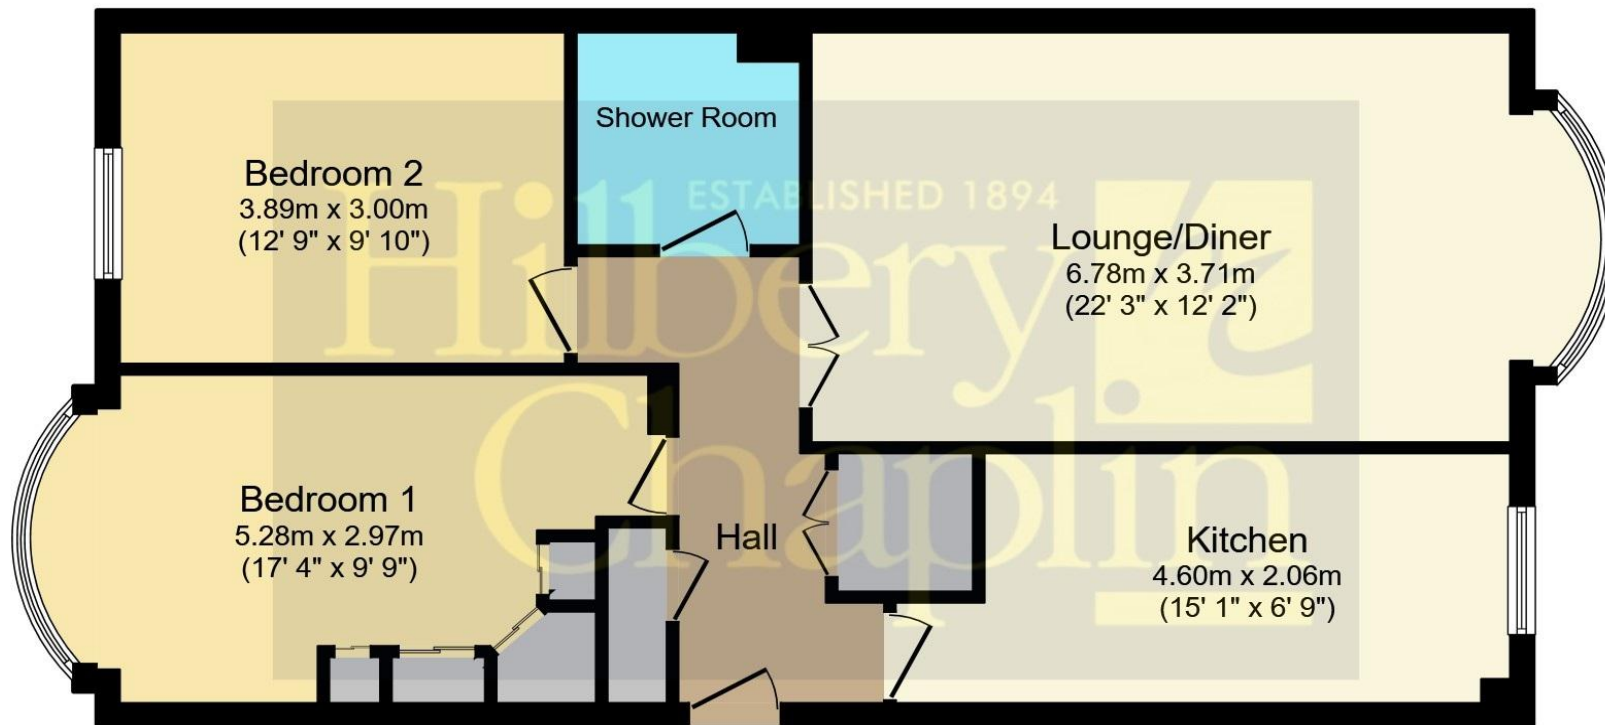 Shower Room
Bedroom 2
3.89m x 3.00m
(12' 9" x 9' 10")
ESTABLISHED 1894
Lounge/Diner
6.78m x 3.71m
(22' 3" x 12' 2")
Hilbery
Chaplin
Bedroom 1
5.28m x 2.97m
(17' 4" x 9' 9")
Hall
Kitchen
4.60m x 2.06m
(15' 1" x 6' 9")